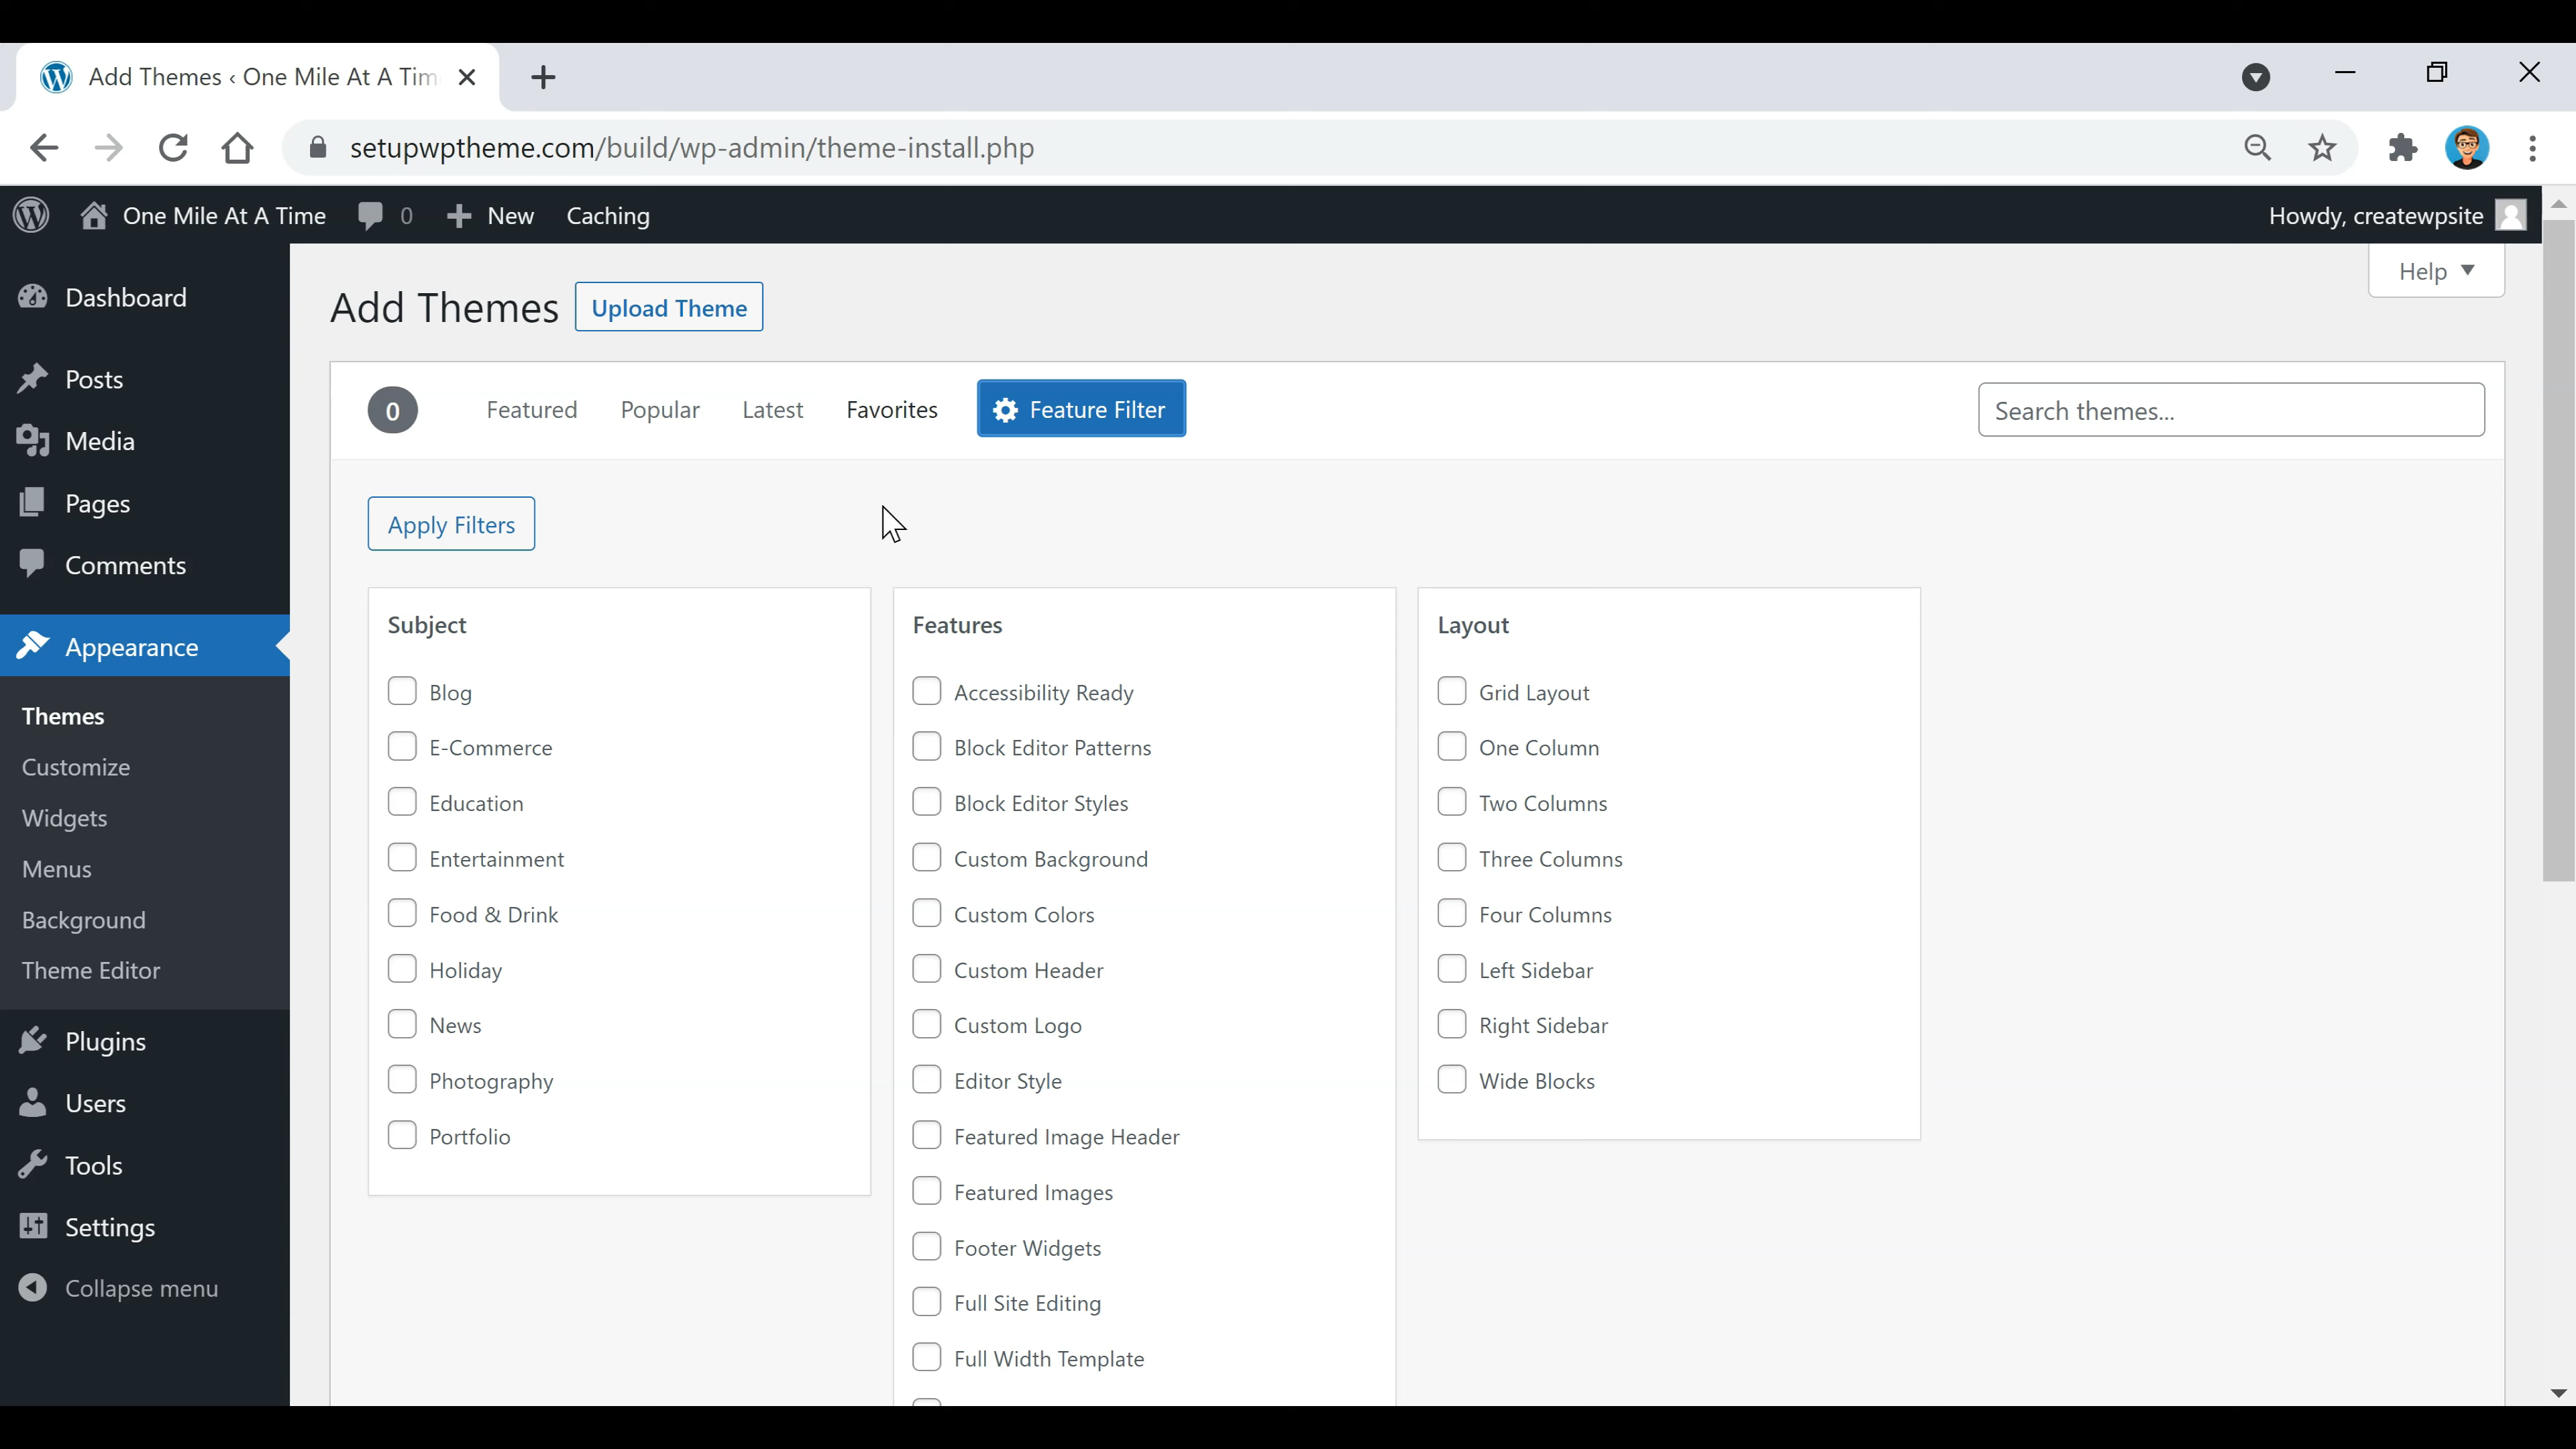 Add Themes ‹ One Mile At A Tim
setupwptheme.com/build/wp-admin/theme-install.php
One Mile At A Time 0 New Caching Howdy, createwpsite
Help
Dashboard
Posts
Media
Pages
Comments
Appearance
Themes
Customize
Widgets
Menus
Background
Theme Editor
Plugins
Users
Tools
Settings
Collapse menu
Add Themes Upload Theme
0 Featured Popular Latest Favorites Feature Filter Search themes...
Apply Filters
Subject
Blog
E-Commerce
Education
Entertainment
Food & Drink
Holiday
News
Photography
Portfolio
Features
Accessibility Ready
Block Editor Patterns
Block Editor Styles
Custom Background
Custom Colors
Custom Header
Custom Logo
Editor Style
Featured Image Header
Featured Images
Footer Widgets
Full Site Editing
Full Width Template
Layout
Grid Layout
One Column
Two Columns
Three Columns
Four Columns
Left Sidebar
Right Sidebar
Wide Blocks